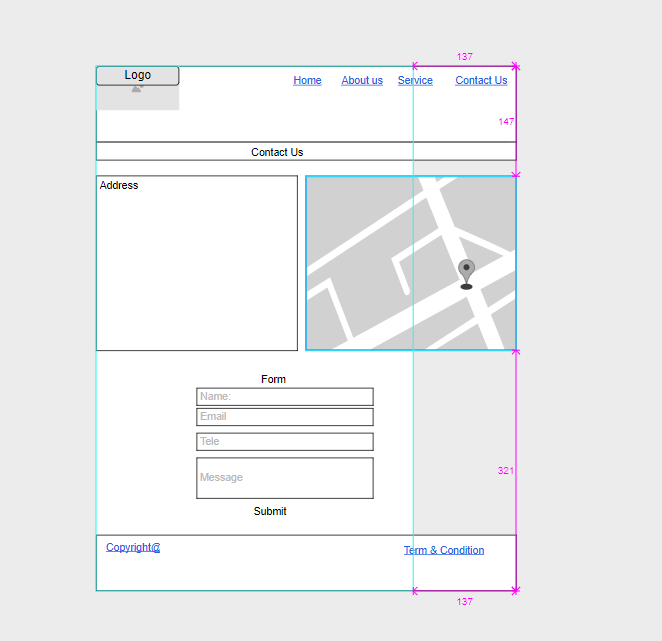 137
Logo
Home About us Service Contact Us
147
Contact Us
Address
Form
Name:
Email
Tele
321
Message
Submit
Copyright@
Term & Condition
137